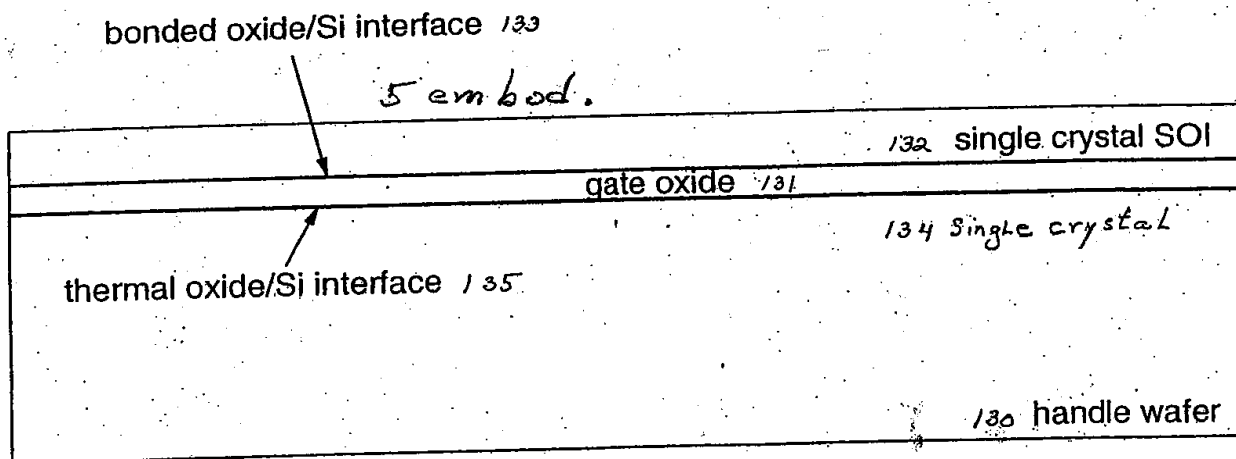 bonded oxide/Si interface 133
5 embod.
132 single crystal SOI
gate oxide 131
134 Single crystal
thermal oxide/Si interface 135
130 handle wafer